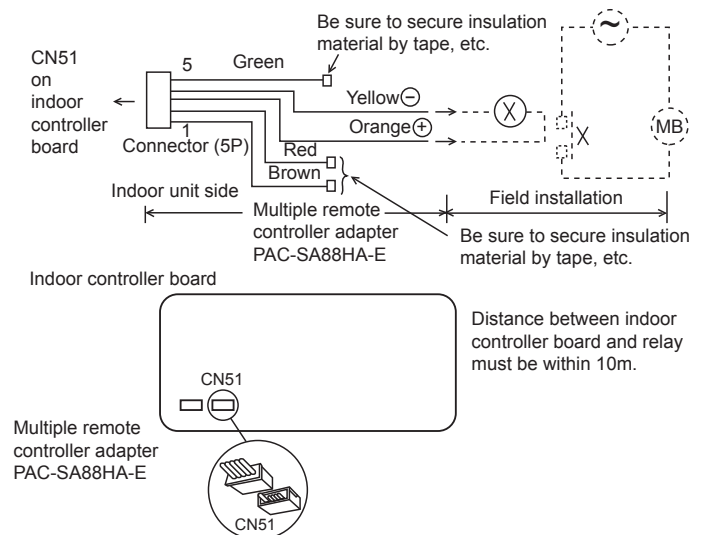 Be sure to secure insulation
material by tape, etc.
CN51
on
indoor
controller
board
5
Green
Yellow⊖
Orange⊕
X
X
MB
~
1
Connector (5P)
Red
Brown
Indoor unit side
Multiple remote
controller adapter
PAC-SA88HA-E
Field installation
Be sure to secure insulation
material by tape, etc.
Indoor controller board
Distance between indoor
controller board and relay
must be within 10m.
CN51
Multiple remote
controller adapter
PAC-SA88HA-E
CN51